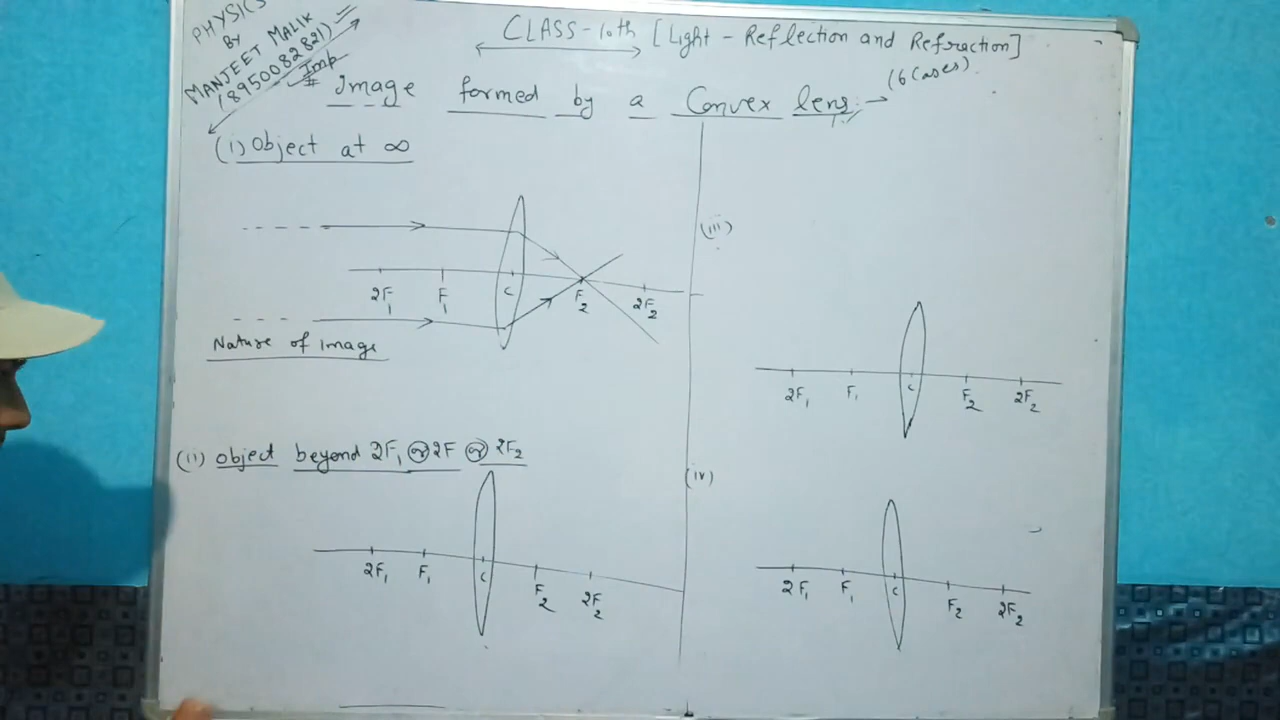 PHYSICS
BY
MANJEET MALIK
(8950082821)
CLASS-10th [Light - Reflection and Refraction]
Imp
# Image formed by a Convex lens → (6 Cases)
(i) Object at ∞
2F₁ F₁ C F₂ 2F₂
Nature of image
(ii) object beyond 2F₁ or 2F or 2F₂
2F₁ F₁ C F₂ 2F₂
(iii)
2F₁ F₁ C F₂ 2F₂
(iv)
2F₁ F₁ C F₂ 2F₂